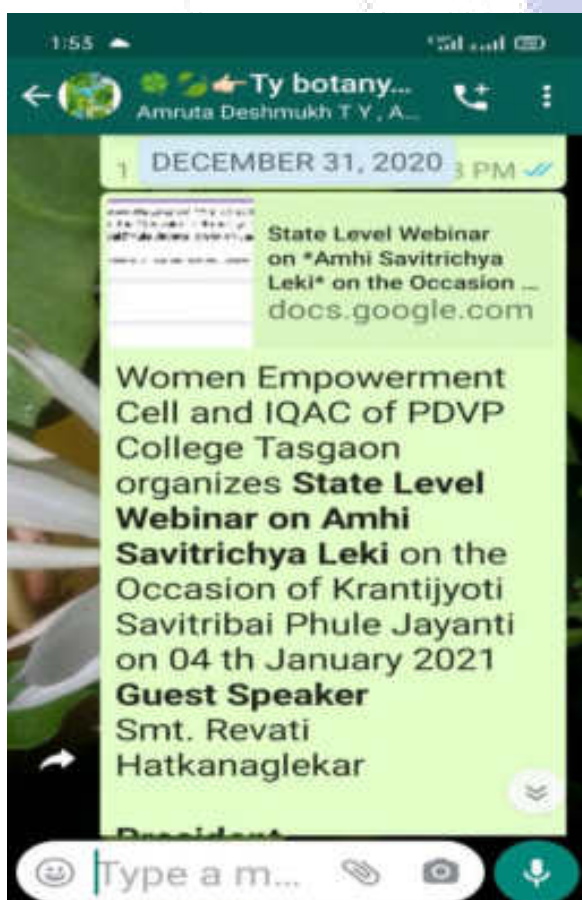 1:53
Ty botany...
Amruta Deshmukh T Y, A...
DECEMBER 31, 2020
PM
State Level Webinar
on *Amhi Savitrichya
Leki* on the Occasion ...
docs.google.com
Women Empowerment
Cell and IQAC of PDVP
College Tasgaon
organizes State Level
Webinar on Amhi
Savitrichya Leki on the
Occasion of Krantijyoti
Savitribai Phule Jayanti
on 04 th January 2021
Guest Speaker
Smt. Revati
Hatkanaglekar
President
Type a m...